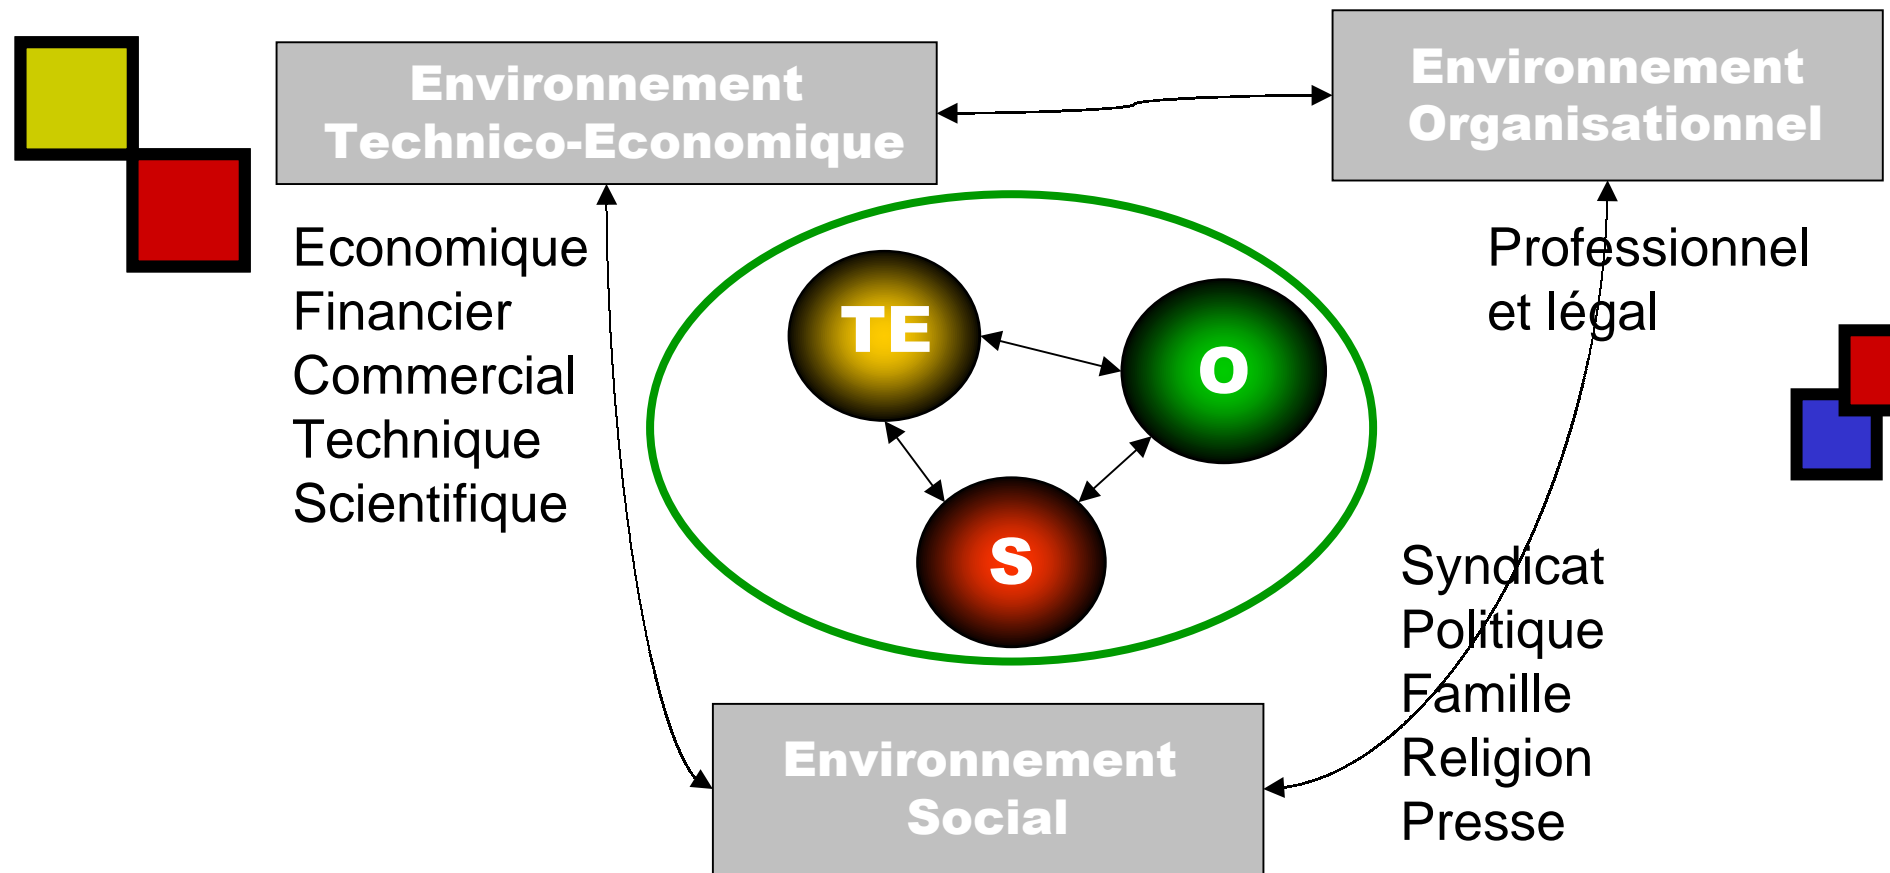 Environnement
Technico-Economique
Environnement
Organisationnel
Economique
Financier
Commercial
Technique
Scientifique
Professionnel
et légal
TE
O
S
Syndicat
Politique
Famille
Religion
Presse
Environnement
Social